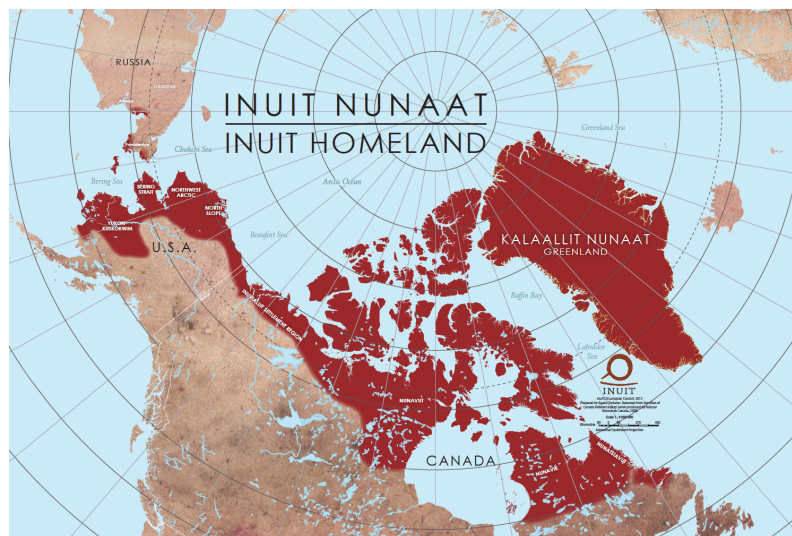 RUSSIA
INUIT NUNAAT
INUIT HOMELAND
Greenland Sea
Chukchi Sea
Bering Sea
Arctic Ocean
BERING
STRAIT
NORTHWEST
ARCTIC
NORTH
SLOPE
YUKON
KUSKOKWIM
U.S.A.
Beaufort Sea
KALAALLIT NUNAAT
GREENLAND
Baffin Bay
INUVIALUIT SETTLEMENT REGION
Labrador
Sea
INUIT
NUNAVUT
CANADA
NUNAVIK
NUNATSIAVUT